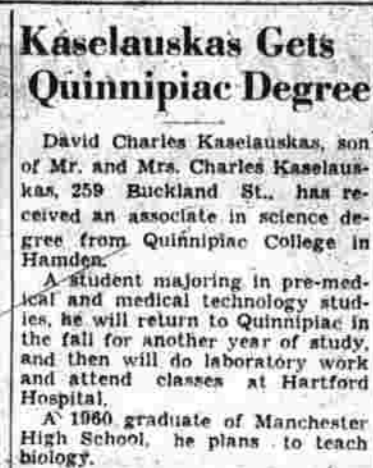 Kaselauskas Gets
Quinnipiac Degree
David Charles Kaselauskas, son
of Mr. and Mrs. Charles Kaselaus-
kas, 259 Buckland St., has re-
ceived an associate in science de-
gree from Quinnipiac College in
Hamden.
A student majoring in pre-med-
ical and medical technology stud-
ies, he will return to Quinnipiac in
the fall for another year of study,
and then will do laboratory work
and attend classes at Hartford
Hospital.
A 1960 graduate of Manchester
High School, he plans to teach
biology.